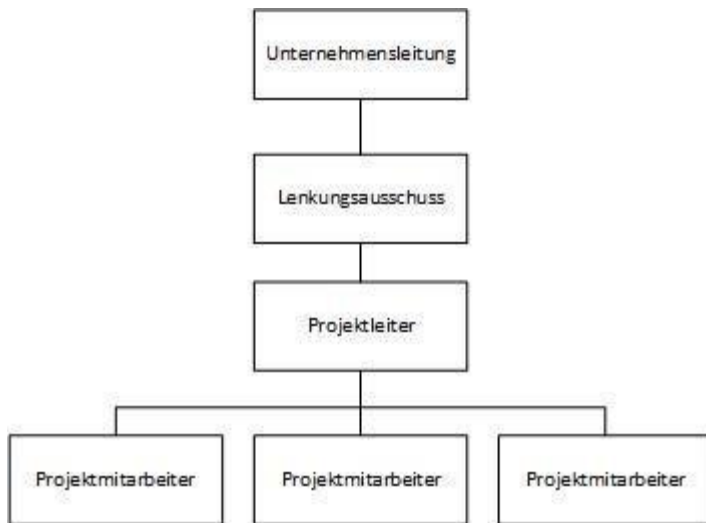 Unternehmensleitung
Lenkungsausschuss
Projektleiter
Projektmitarbeiter
Projektmitarbeiter
Projektmitarbeiter